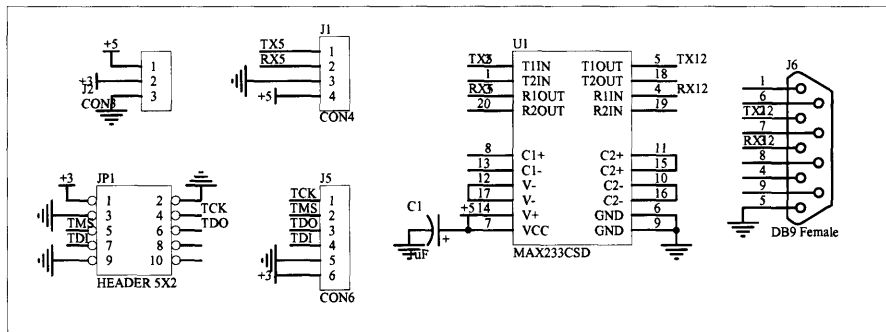 +5
1
+3
2
J2
3
CON3
J1
TX5
1
RX5
2
3
+5
4
CON4
U1
TX5
T1IN
T1OUT
5
TX12
1
T2IN
T2OUT
18
RX5
R1OUT
R1IN
4
RX12
20
R2OUT
R2IN
19
8
C1+
C2+
11
13
C1-
C2+
15
12
V-
C2-
10
17
V-
C2-
16
14
V+
GND
6
7
VCC
GND
9
+5
C1
+
MAX233CSD
J6
1
6
TX12
7
RX12
8
4
9
5
DB9 Female
JP1
+3
1
2
3
4
TCK
TMS
5
6
TDO
TDI
7
8
9
10
HEADER 5X2
J5
TCK
1
TMS
2
TDO
3
TDI
4
5
+3
6
CON6